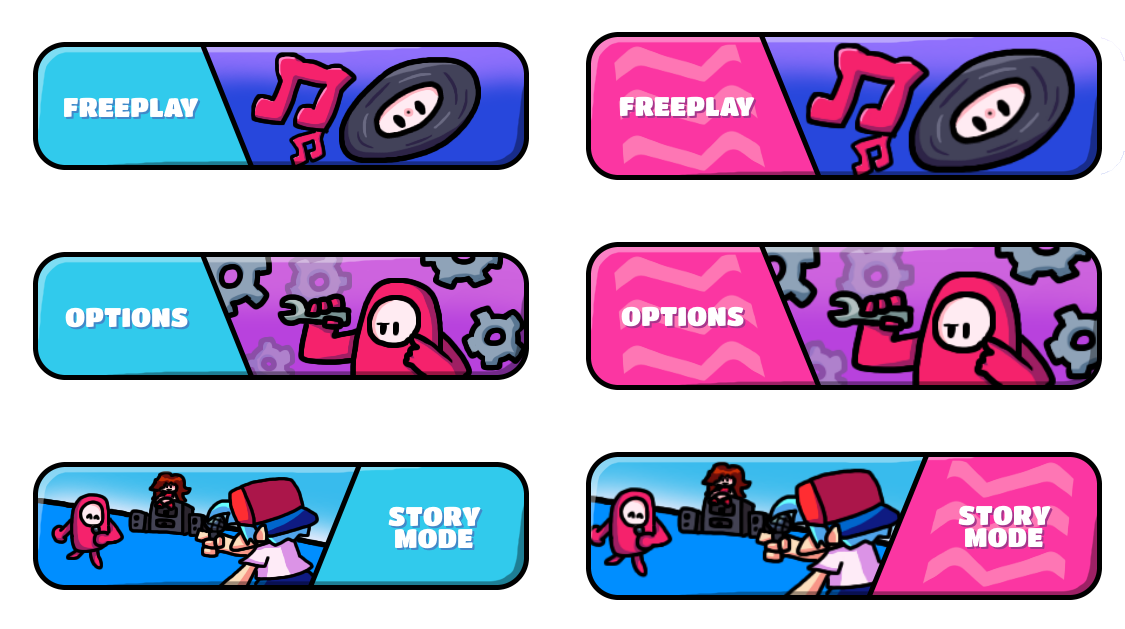 FREEPLAY
FREEPLAY
OPTIONS
OPTIONS
STORY
MODE
STORY
MODE